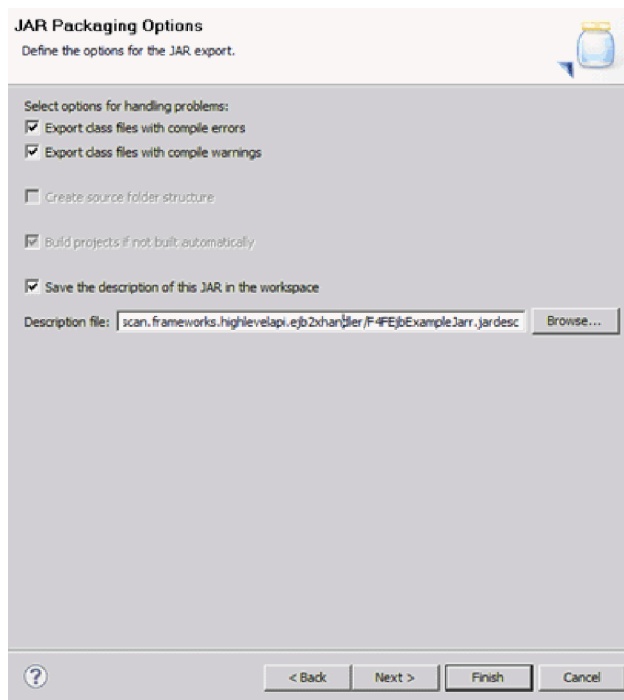 JAR Packaging Options
Define the options for the JAR export.
Select options for handling problems:
Export class files with compile errors
Export class files with compile warnings
Create source folder structure
Build projects if not built automatically
Save the description of this JAR in the workspace
Description file: scan.frameworks.highlevelapi.ejb2xhandler/F4FEjbExampleJarr.jardesc Browse...
? < Back Next > Finish Cancel